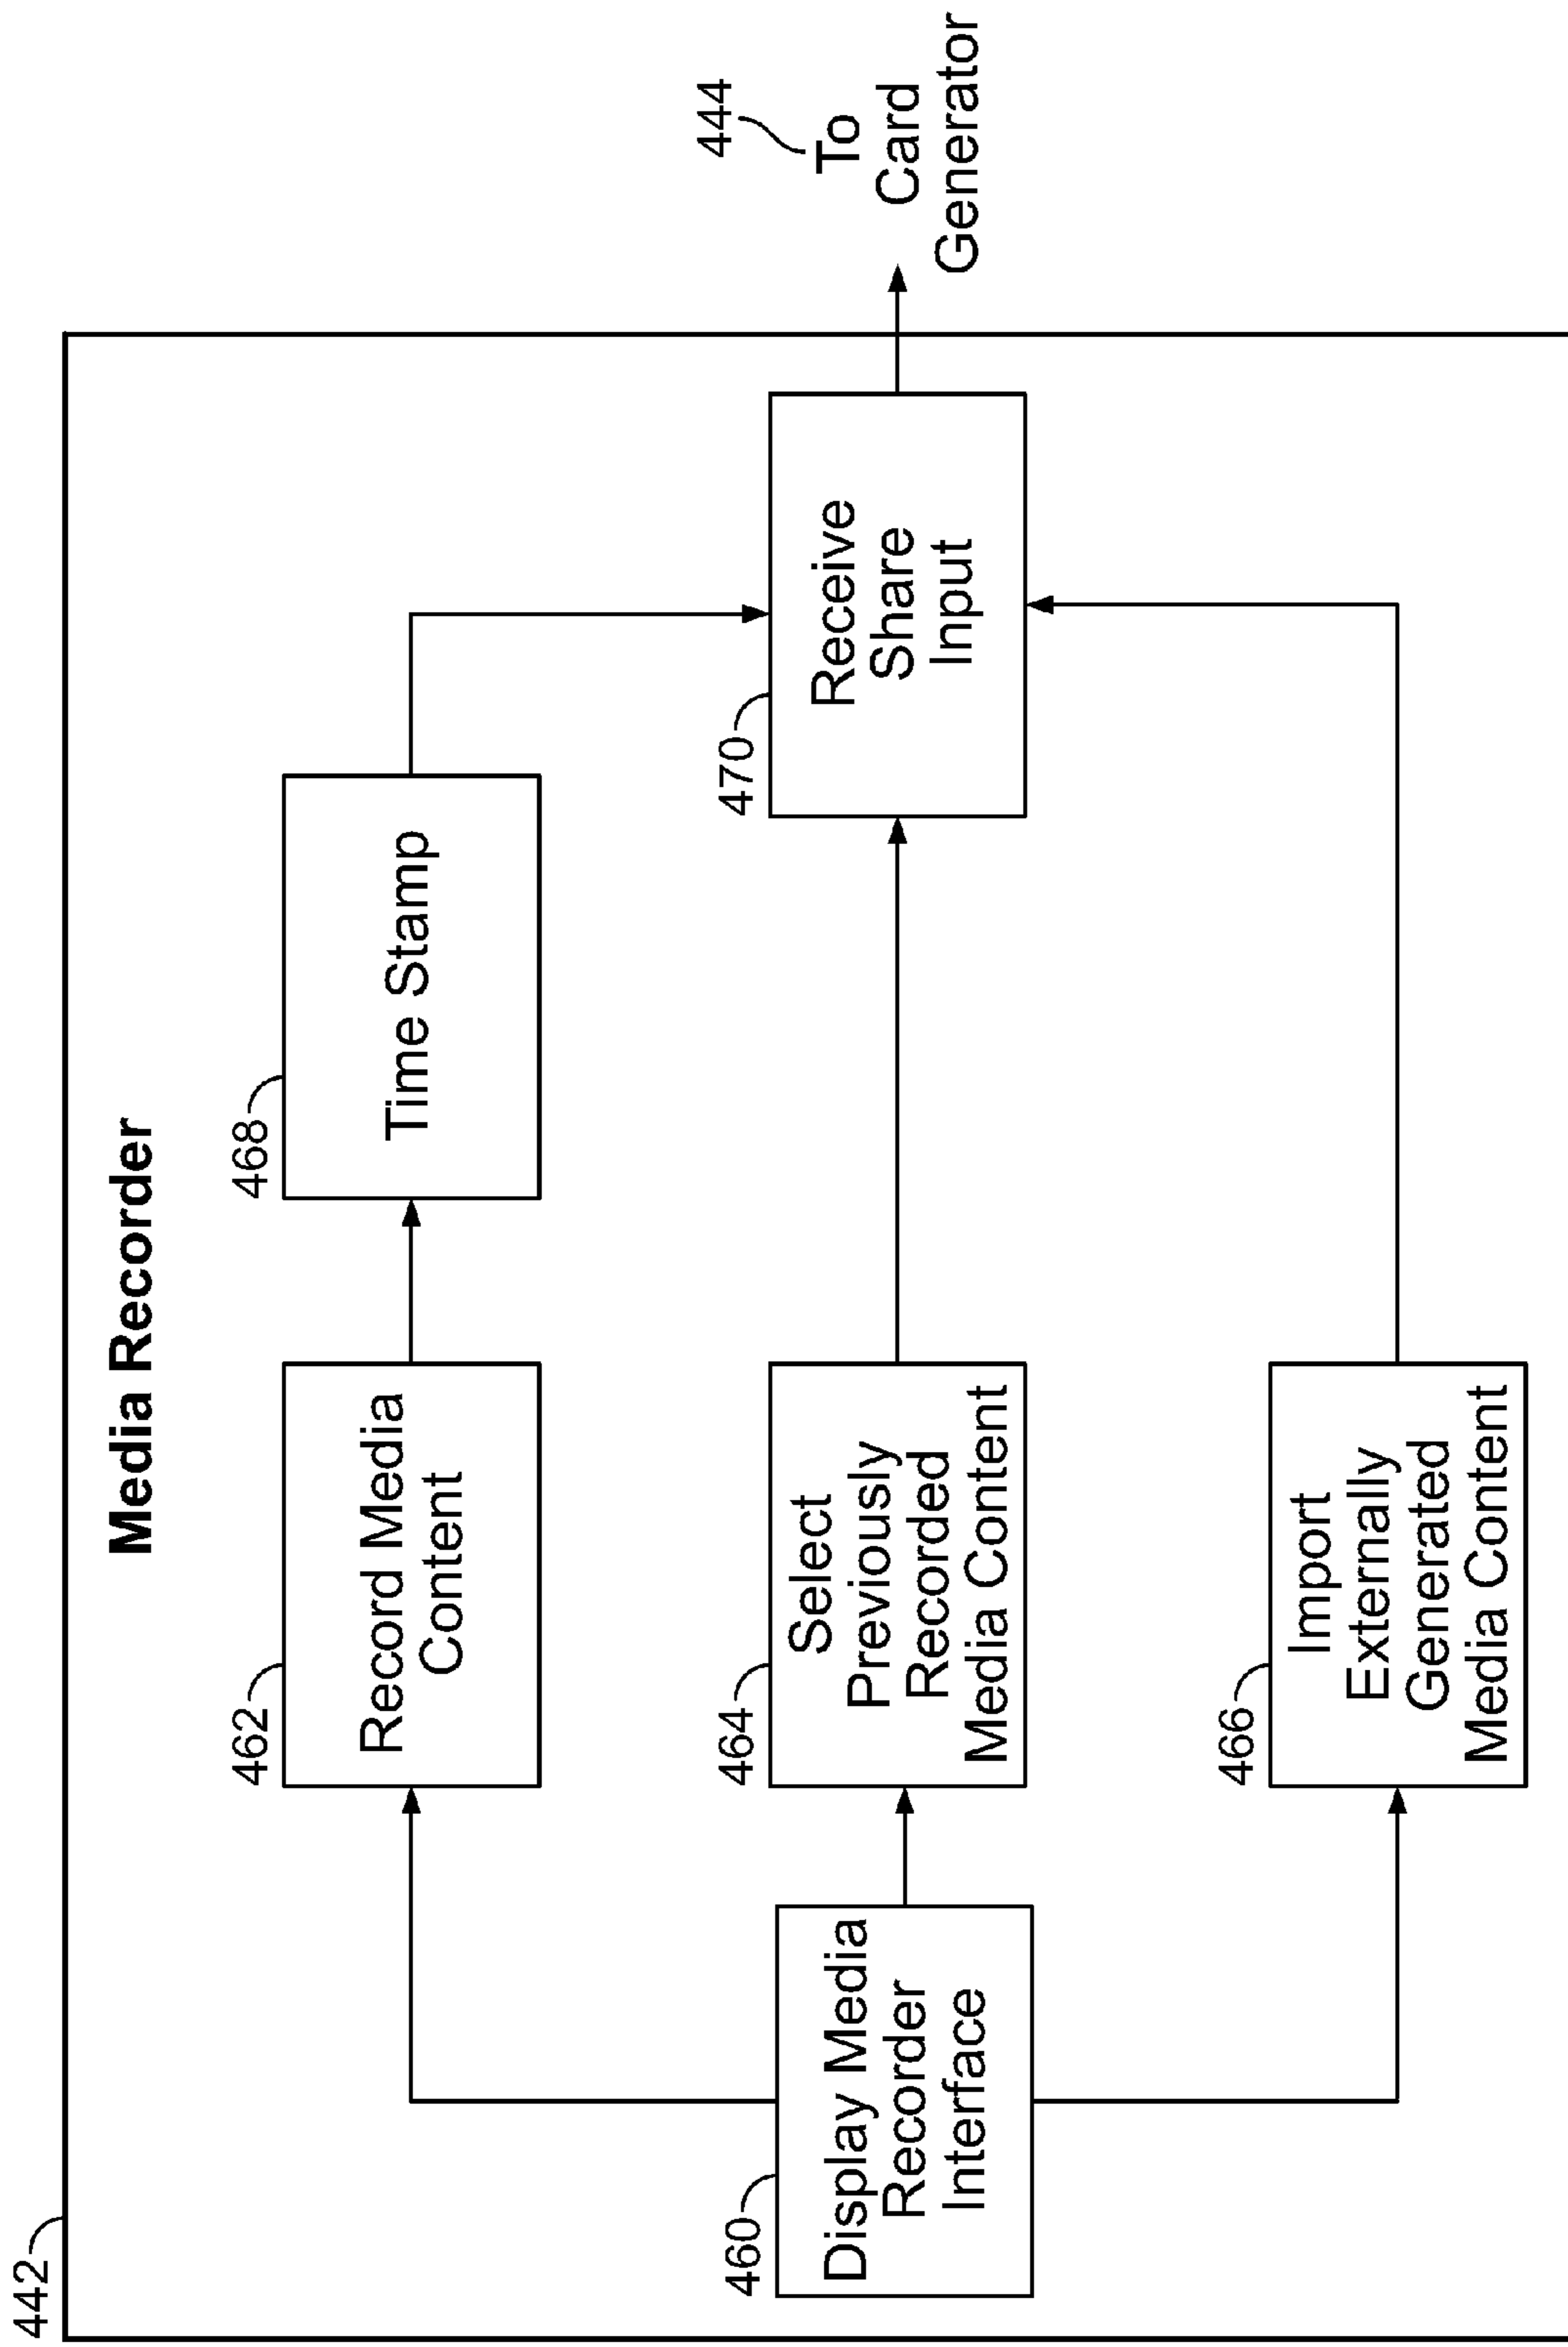 442
Media Recorder
460
Display Media
Recorder
Interface
462
Record Media
Content
464
Select
Previously
Recorded
Media Content
466
Import
Externally
Generated
Media Content
468
Time Stamp
470
Receive
Share
Input
444
To
Card
Generator